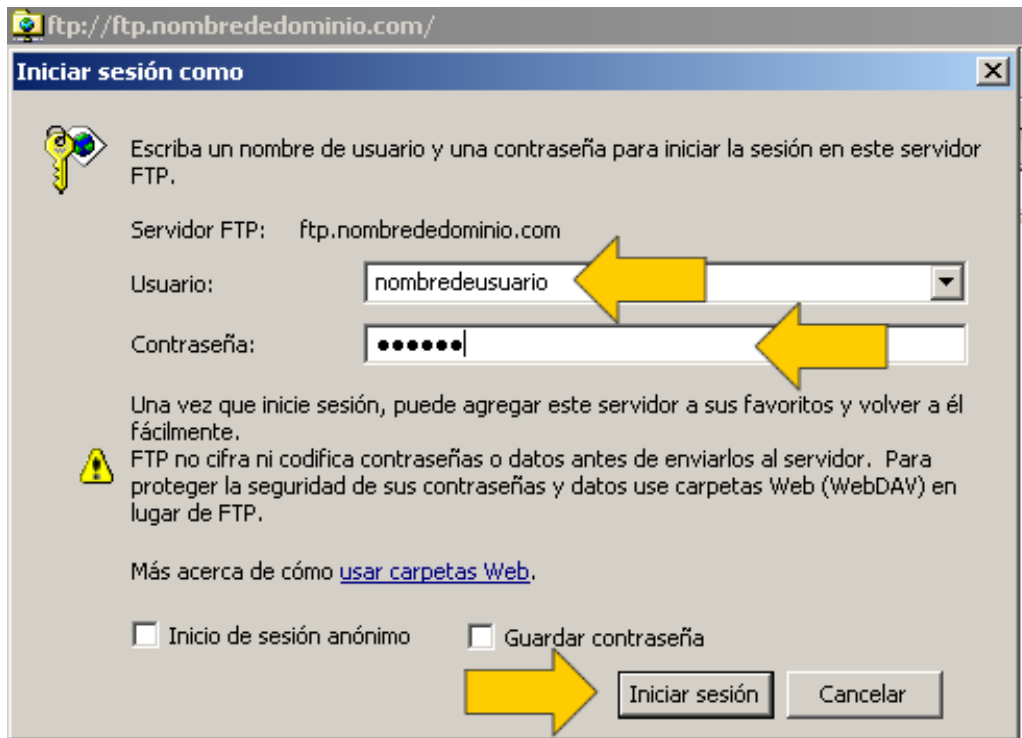 ftp://ftp.nombrededominio.com/
Iniciar sesión como
Escriba un nombre de usuario y una contraseña para iniciar la sesión en este servidor
FTP.
Servidor FTP: ftp.nombrededominio.com
Usuario: nombredeusuario
Contraseña: ●●●●●●
Una vez que inicie sesión, puede agregar este servidor a sus favoritos y volver a él
fácilmente.
FTP no cifra ni codifica contraseñas o datos antes de enviarlos al servidor. Para
proteger la seguridad de sus contraseñas y datos use carpetas Web (WebDAV) en
lugar de FTP.
Más acerca de cómo usar carpetas Web.
Inicio de sesión anónimo Guardar contraseña
Iniciar sesión Cancelar